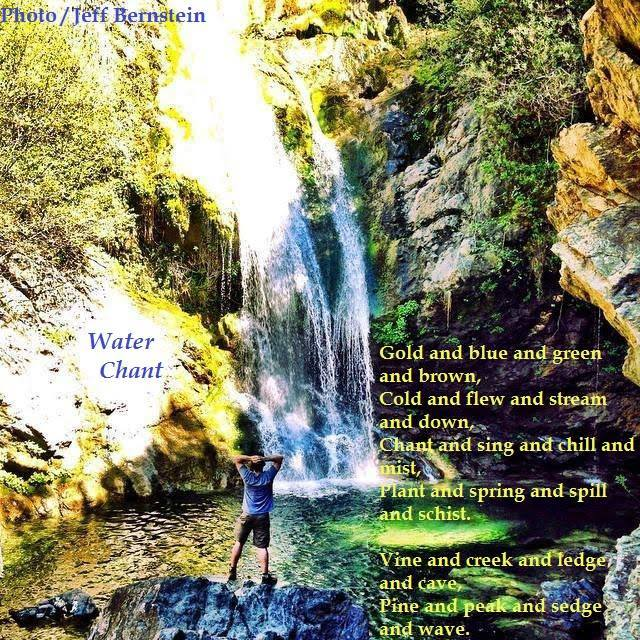 Photo/Jeff Bernstein
Water
Chant
Gold and blue and green
and brown,
Cold and flew and stream
and down,
Chant and sing and chill and
mist,
Plant and spring and spill
and schist.
Vine and creek and ledge
and cave,
Pine and peak and sedge
and wave.